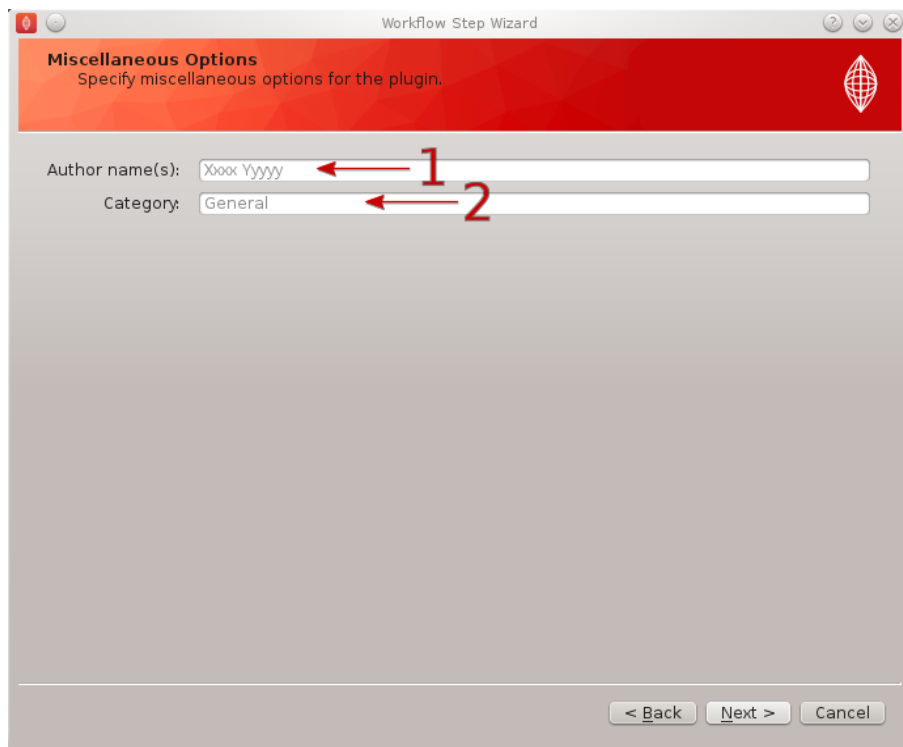 Workflow Step Wizard
Miscellaneous Options
Specify miscellaneous options for the plugin.
Author name(s): Xxxx Yyyyy 1
Category: General 2
< Back Next > Cancel